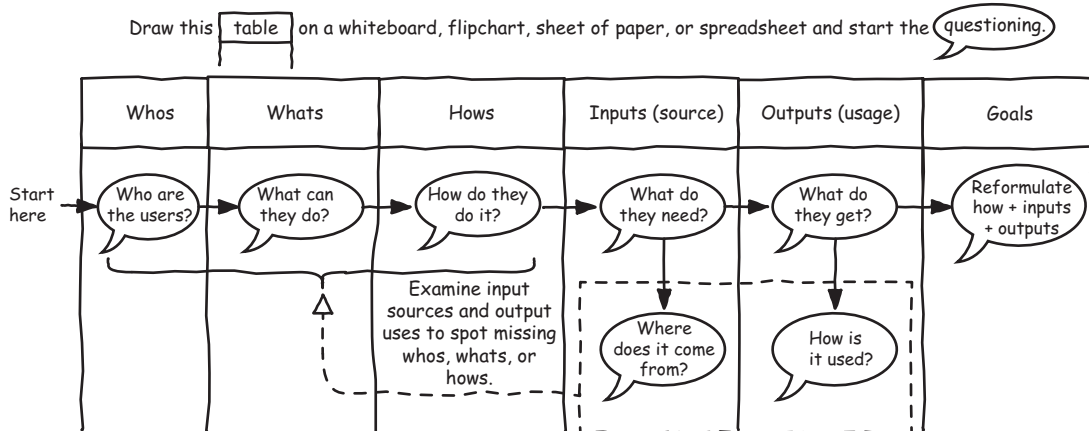 Draw this table on a whiteboard, flipchart, sheet of paper, or spreadsheet and start the questioning.
Whos
Whats
Hows
Inputs (source)
Outputs (usage)
Goals
Start
here
Who are
the users?
What can
they do?
How do they
do it?
What do
they need?
What do
they get?
Reformulate
how + inputs
+ outputs
Examine input
sources and output
uses to spot missing
whos, whats, or
hows.
Where
does it come
from?
How is
it used?